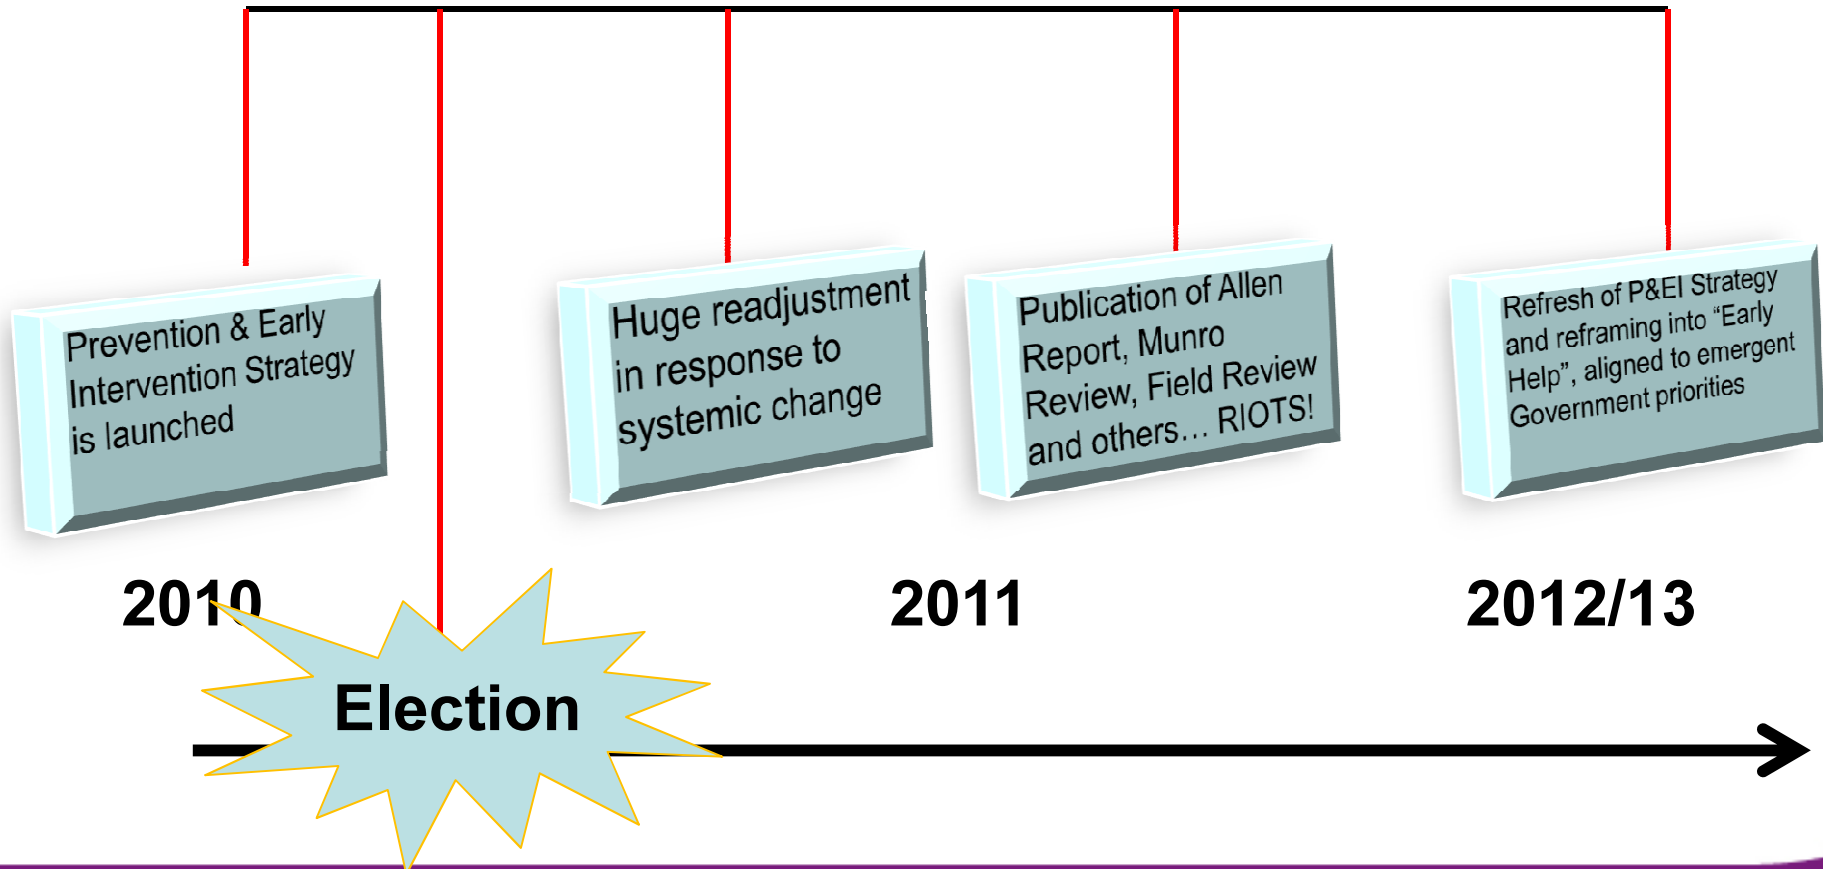 Prevention & Early
Intervention Strategy
is launched
Huge readjustment
in response to
systemic change
Publication of Allen
Report, Munro
Review, Field Review
and others… RIOTS!
Refresh of P&EI Strategy
and reframing into “Early
Help”, aligned to emergent
Government priorities
2010
2011
2012/13
Election